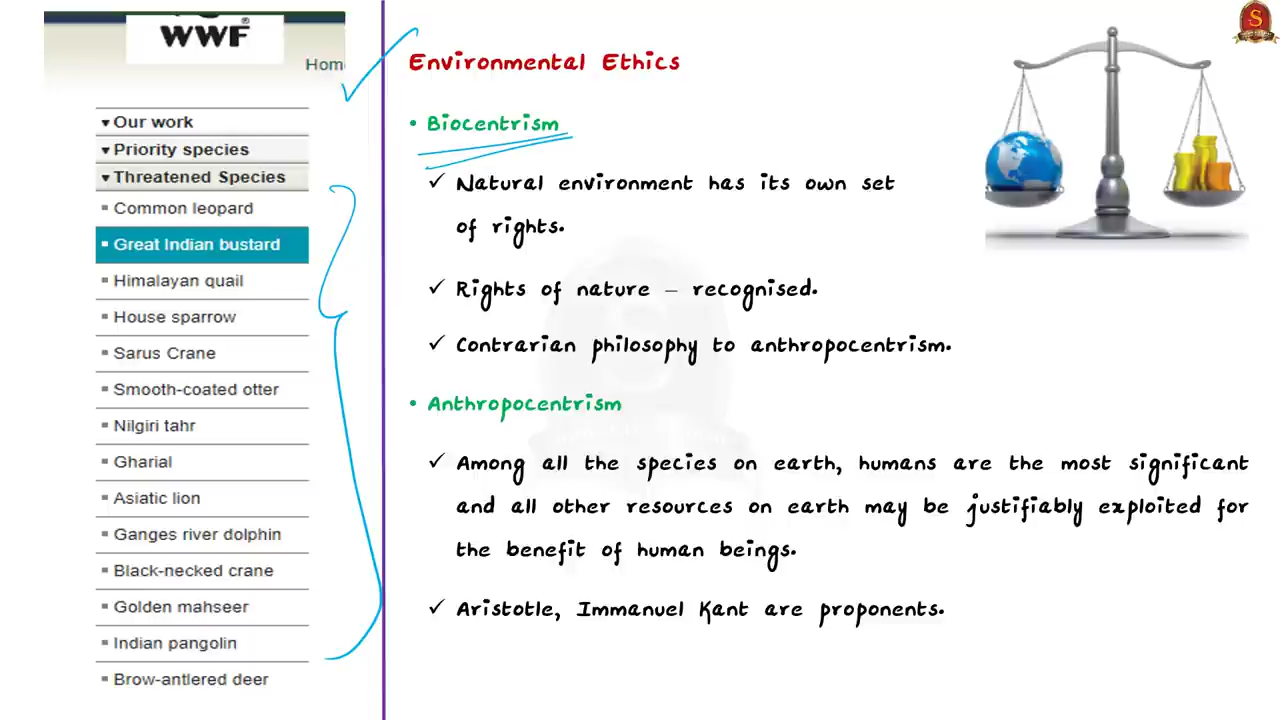 WWF
®
Hom
Our work
Priority species
Threatened Species
Common leopard
Great Indian bustard
Himalayan quail
House sparrow
Sarus Crane
Smooth-coated otter
Nilgiri tahr
Gharial
Asiatic lion
Ganges river dolphin
Black-necked crane
Golden mahseer
Indian pangolin
Brow-antlered deer
Environmental Ethics
• Biocentrism
✓ Natural environment has its own set
of rights.
✓ Rights of nature – recognised.
✓ Contrarian philosophy to anthropocentrism.
• Anthropocentrism
✓ Among all the species on earth, humans are the most significant
and all other resources on earth may be justifiably exploited for
the benefit of human beings.
✓ Aristotle, Immanuel Kant are proponents.
S